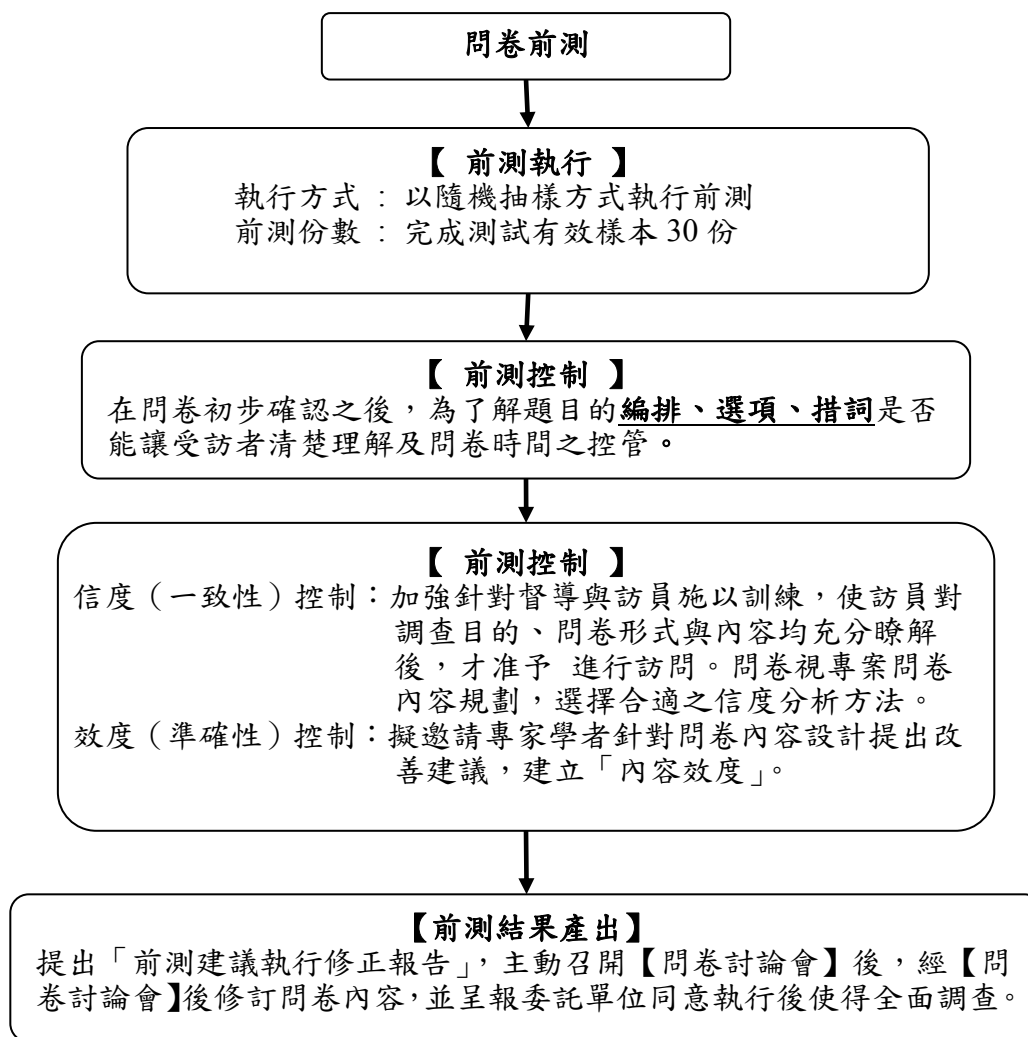 問卷前測
【 前測執行 】
執行方式 : 以隨機抽樣方式執行前測
前測份數 : 完成測試有效樣本 30 份
【 前測控制 】
在問卷初步確認之後，為了解題目的編排、選項、措詞是否
能讓受訪者清楚理解及問卷時間之控管。
【 前測控制 】
信度（一致性）控制：加強針對督導與訪員施以訓練，使訪員對
調查目的、問卷形式與內容均充分瞭解
後，才准予 進行訪問。問卷視專案問卷
內容規劃，選擇合適之信度分析方法。
效度（準確性）控制：擬邀請專家學者針對問卷內容設計提出改
善建議，建立「內容效度」。
【前測結果產出】
提出「前測建議執行修正報告」，主動召開【問卷討論會】後，經【問
卷討論會】後修訂問卷內容，並呈報委託單位同意執行後使得全面調查。